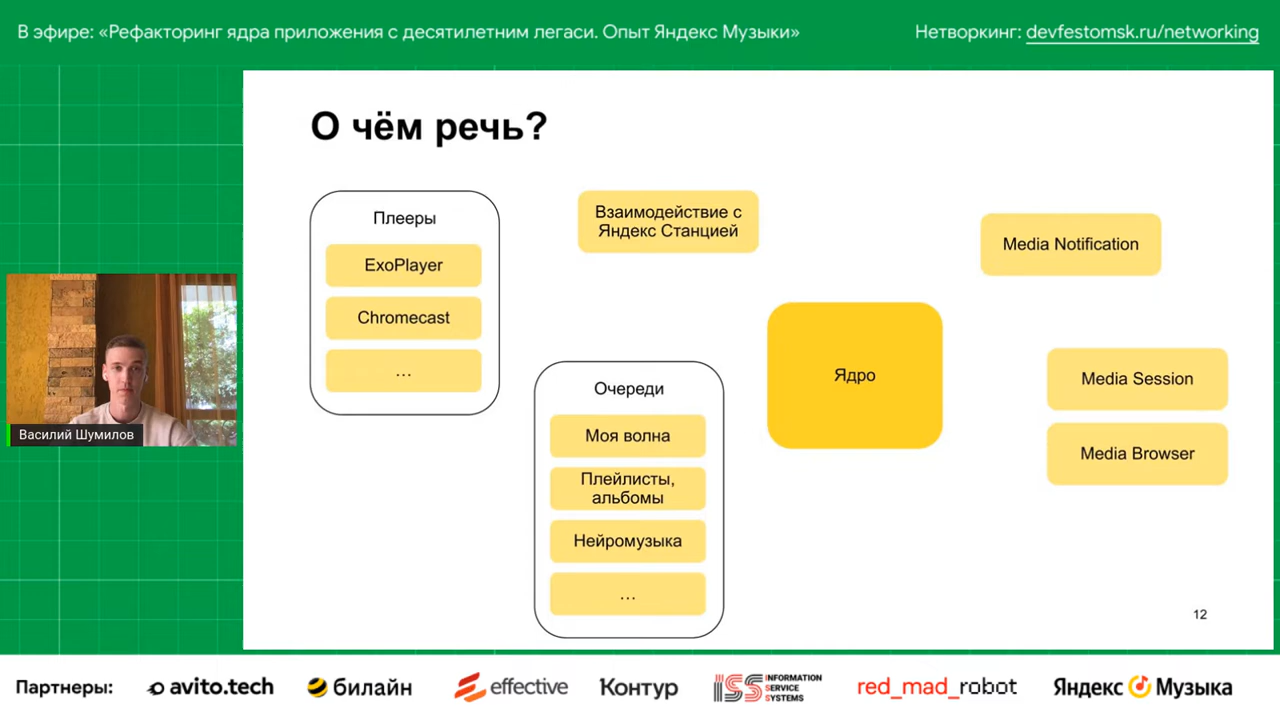 В эфире: «Рефакторинг ядра приложения с десятилетним легаси. Опыт Яндекс Музыки»
Нетворкинг: devfestomsk.ru/networking
О чём речь?
Плееры
ExoPlayer
Chromecast
...
Взаимодействие с
Яндекс Станцией
Очереди
Моя волна
Плейлисты,
альбомы
Нейромузыка
...
Ядро
Media Notification
Media Session
Media Browser
12
Василий Шумилов
Партнеры:
avito.tech
билайн
effective
Контур
ISS INFORMATION
SERVICE
SYSTEMS
red_mad_robot
Яндекс Музыка